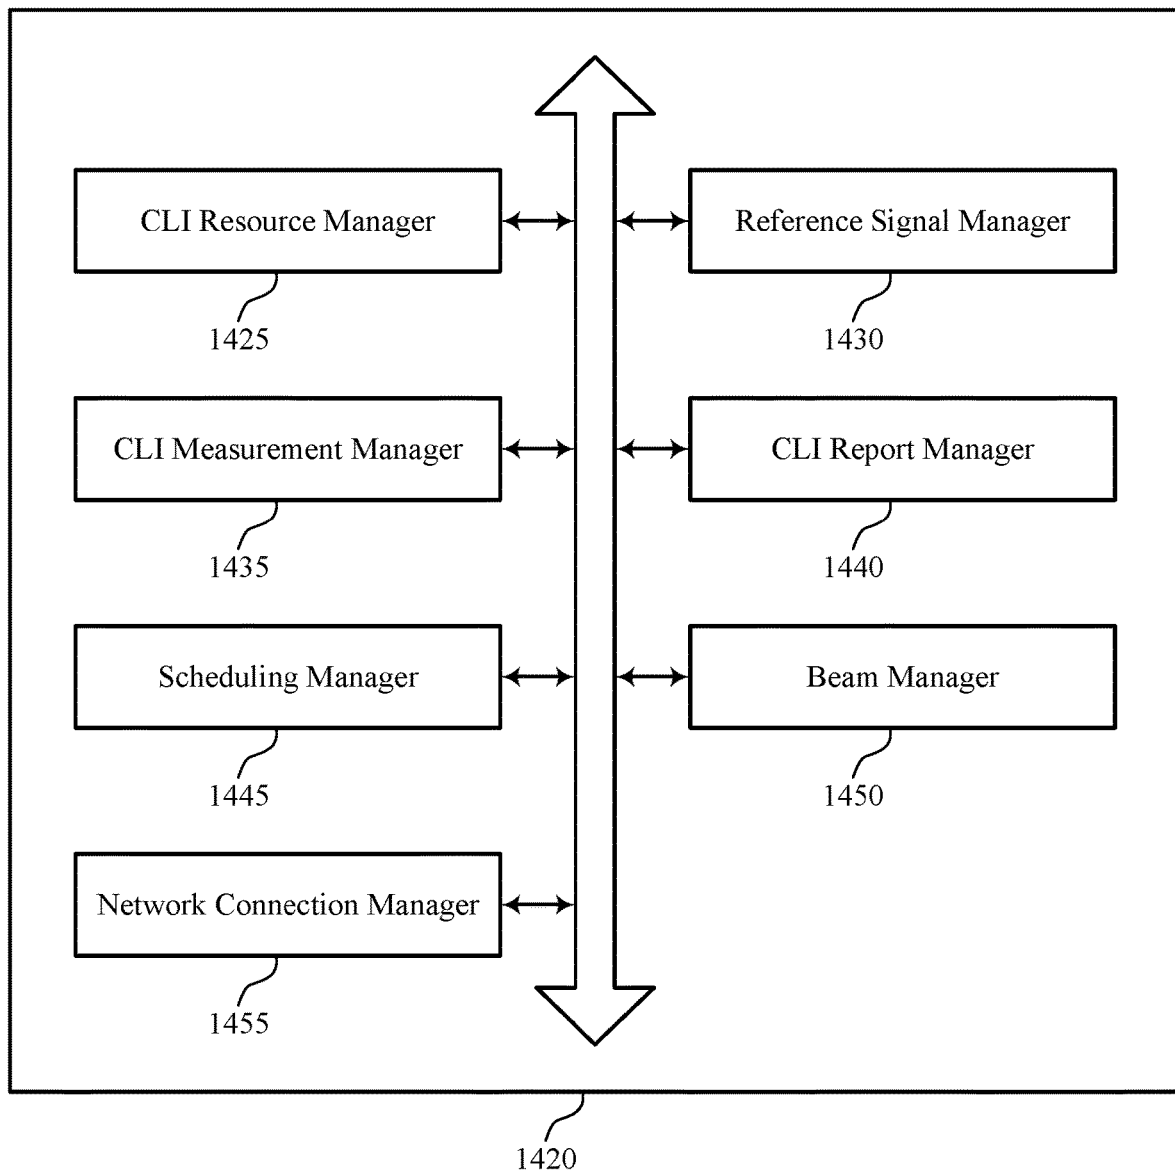 CLI Resource Manager
Reference Signal Manager
1425
1430
CLI Measurement Manager
CLI Report Manager
1435
1440
Scheduling Manager
Beam Manager
1445
1450
Network Connection Manager
1455
1420